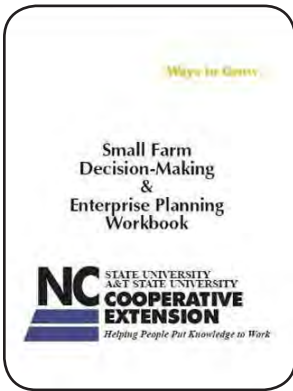 Ways to Grow
Small Farm
Decision-Making
&
Enterprise Planning
Workbook
NC
STATE UNIVERSITY
A&T STATE UNIVERSITY
COOPERATIVE
EXTENSION
Helping People Put Knowledge to Work